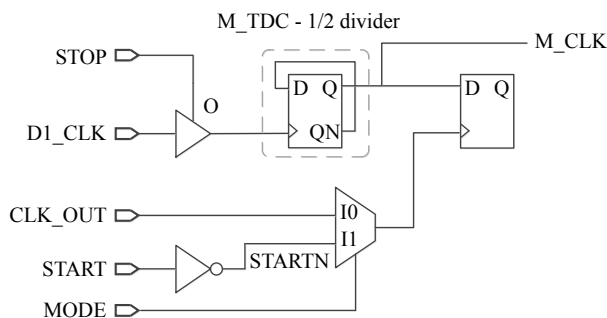 M_TDC - 1/2 divider
STOP
M_CLK
D Q
D Q
O
D1_CLK
QN
CLK_OUT
I0
I1
START
STARTN
MODE